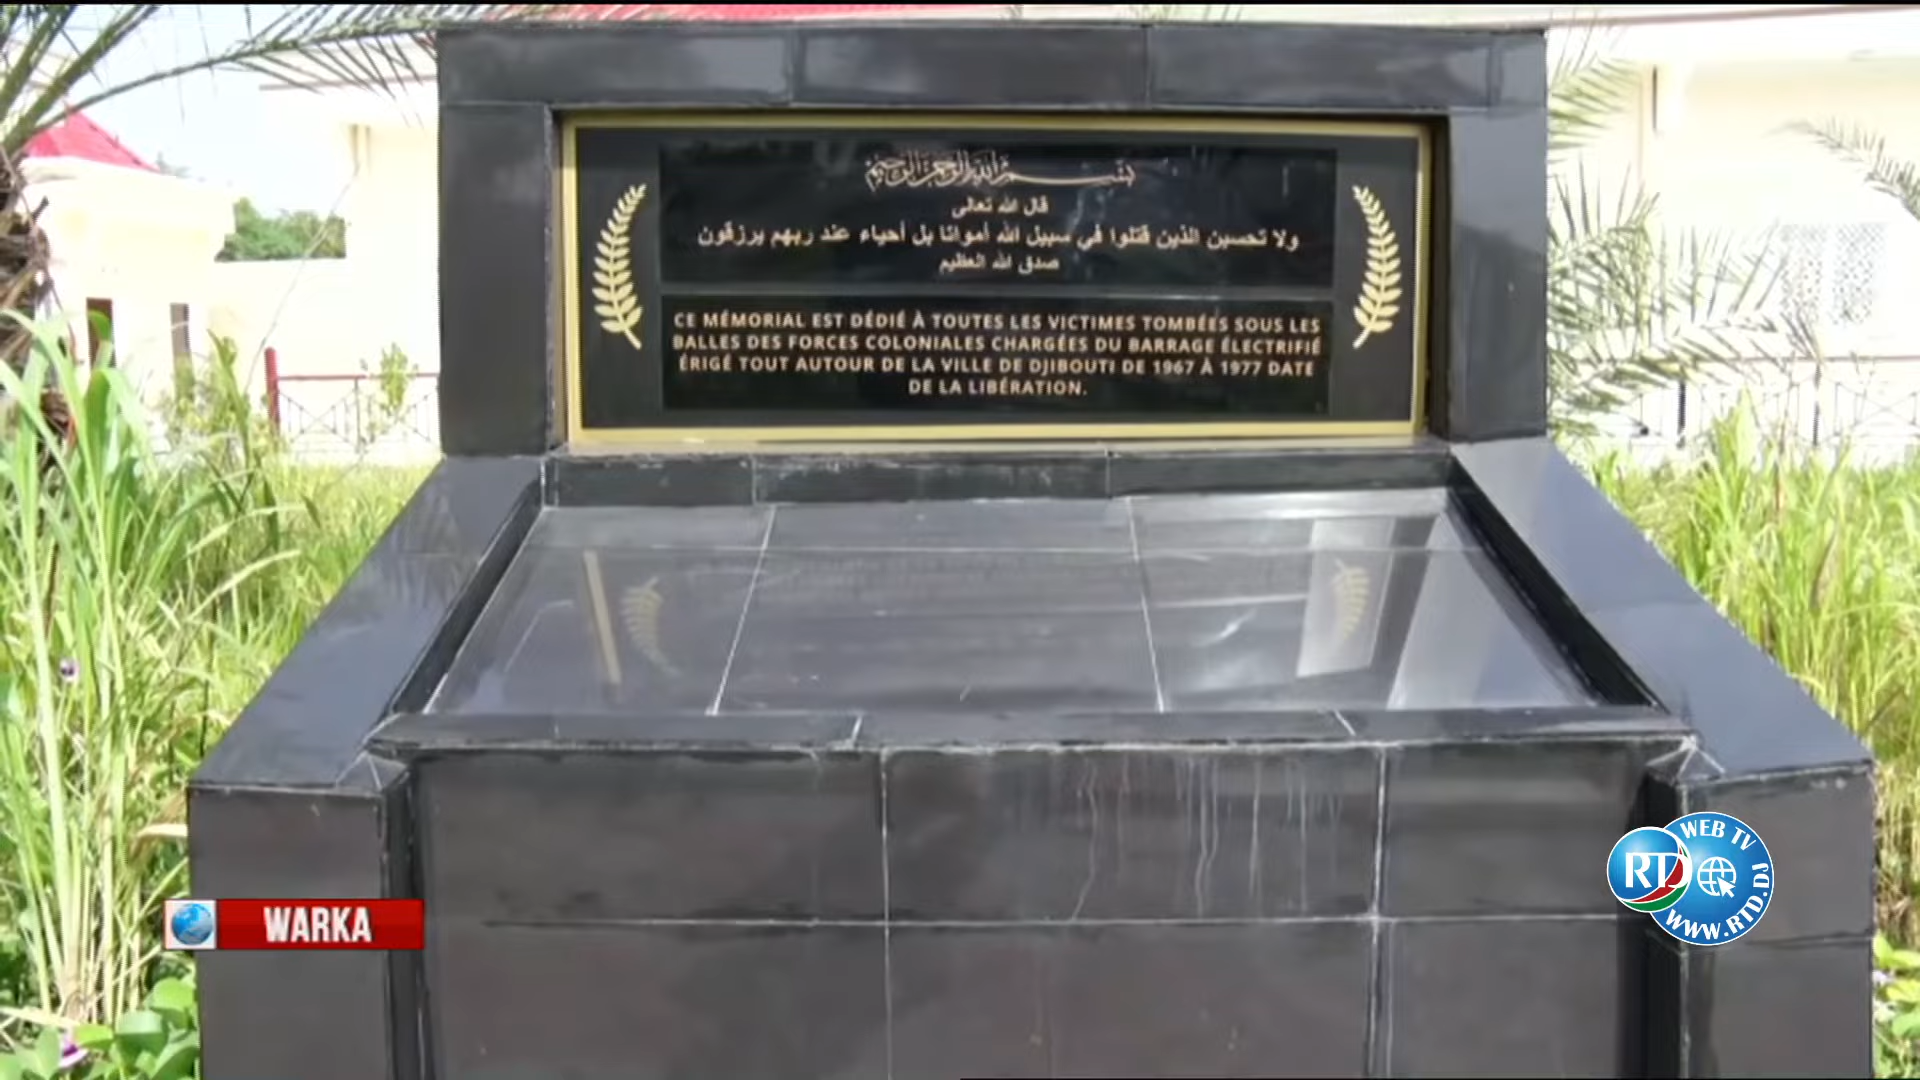 بسم الله الرحمن الرحيم
قال الله تعالى
ولا تحسبن الذين قتلوا في سبيل الله أمواتا بل أحياء عند ربهم يرزقون
صدق الله العظيم
CE MÉMORIAL EST DÉDIÉ À TOUTES LES VICTIMES TOMBÉES SOUS LES
BALLES DES FORCES COLONIALES CHARGÉES DU BARRAGE ÉLECTRIFIÉ
ÉRIGÉ TOUT AUTOUR DE LA VILLE DE DJIBOUTI DE 1967 À 1977 DATE
DE LA LIBÉRATION.
WARKA
RTD
WEB TV
WWW.RTD.DJ